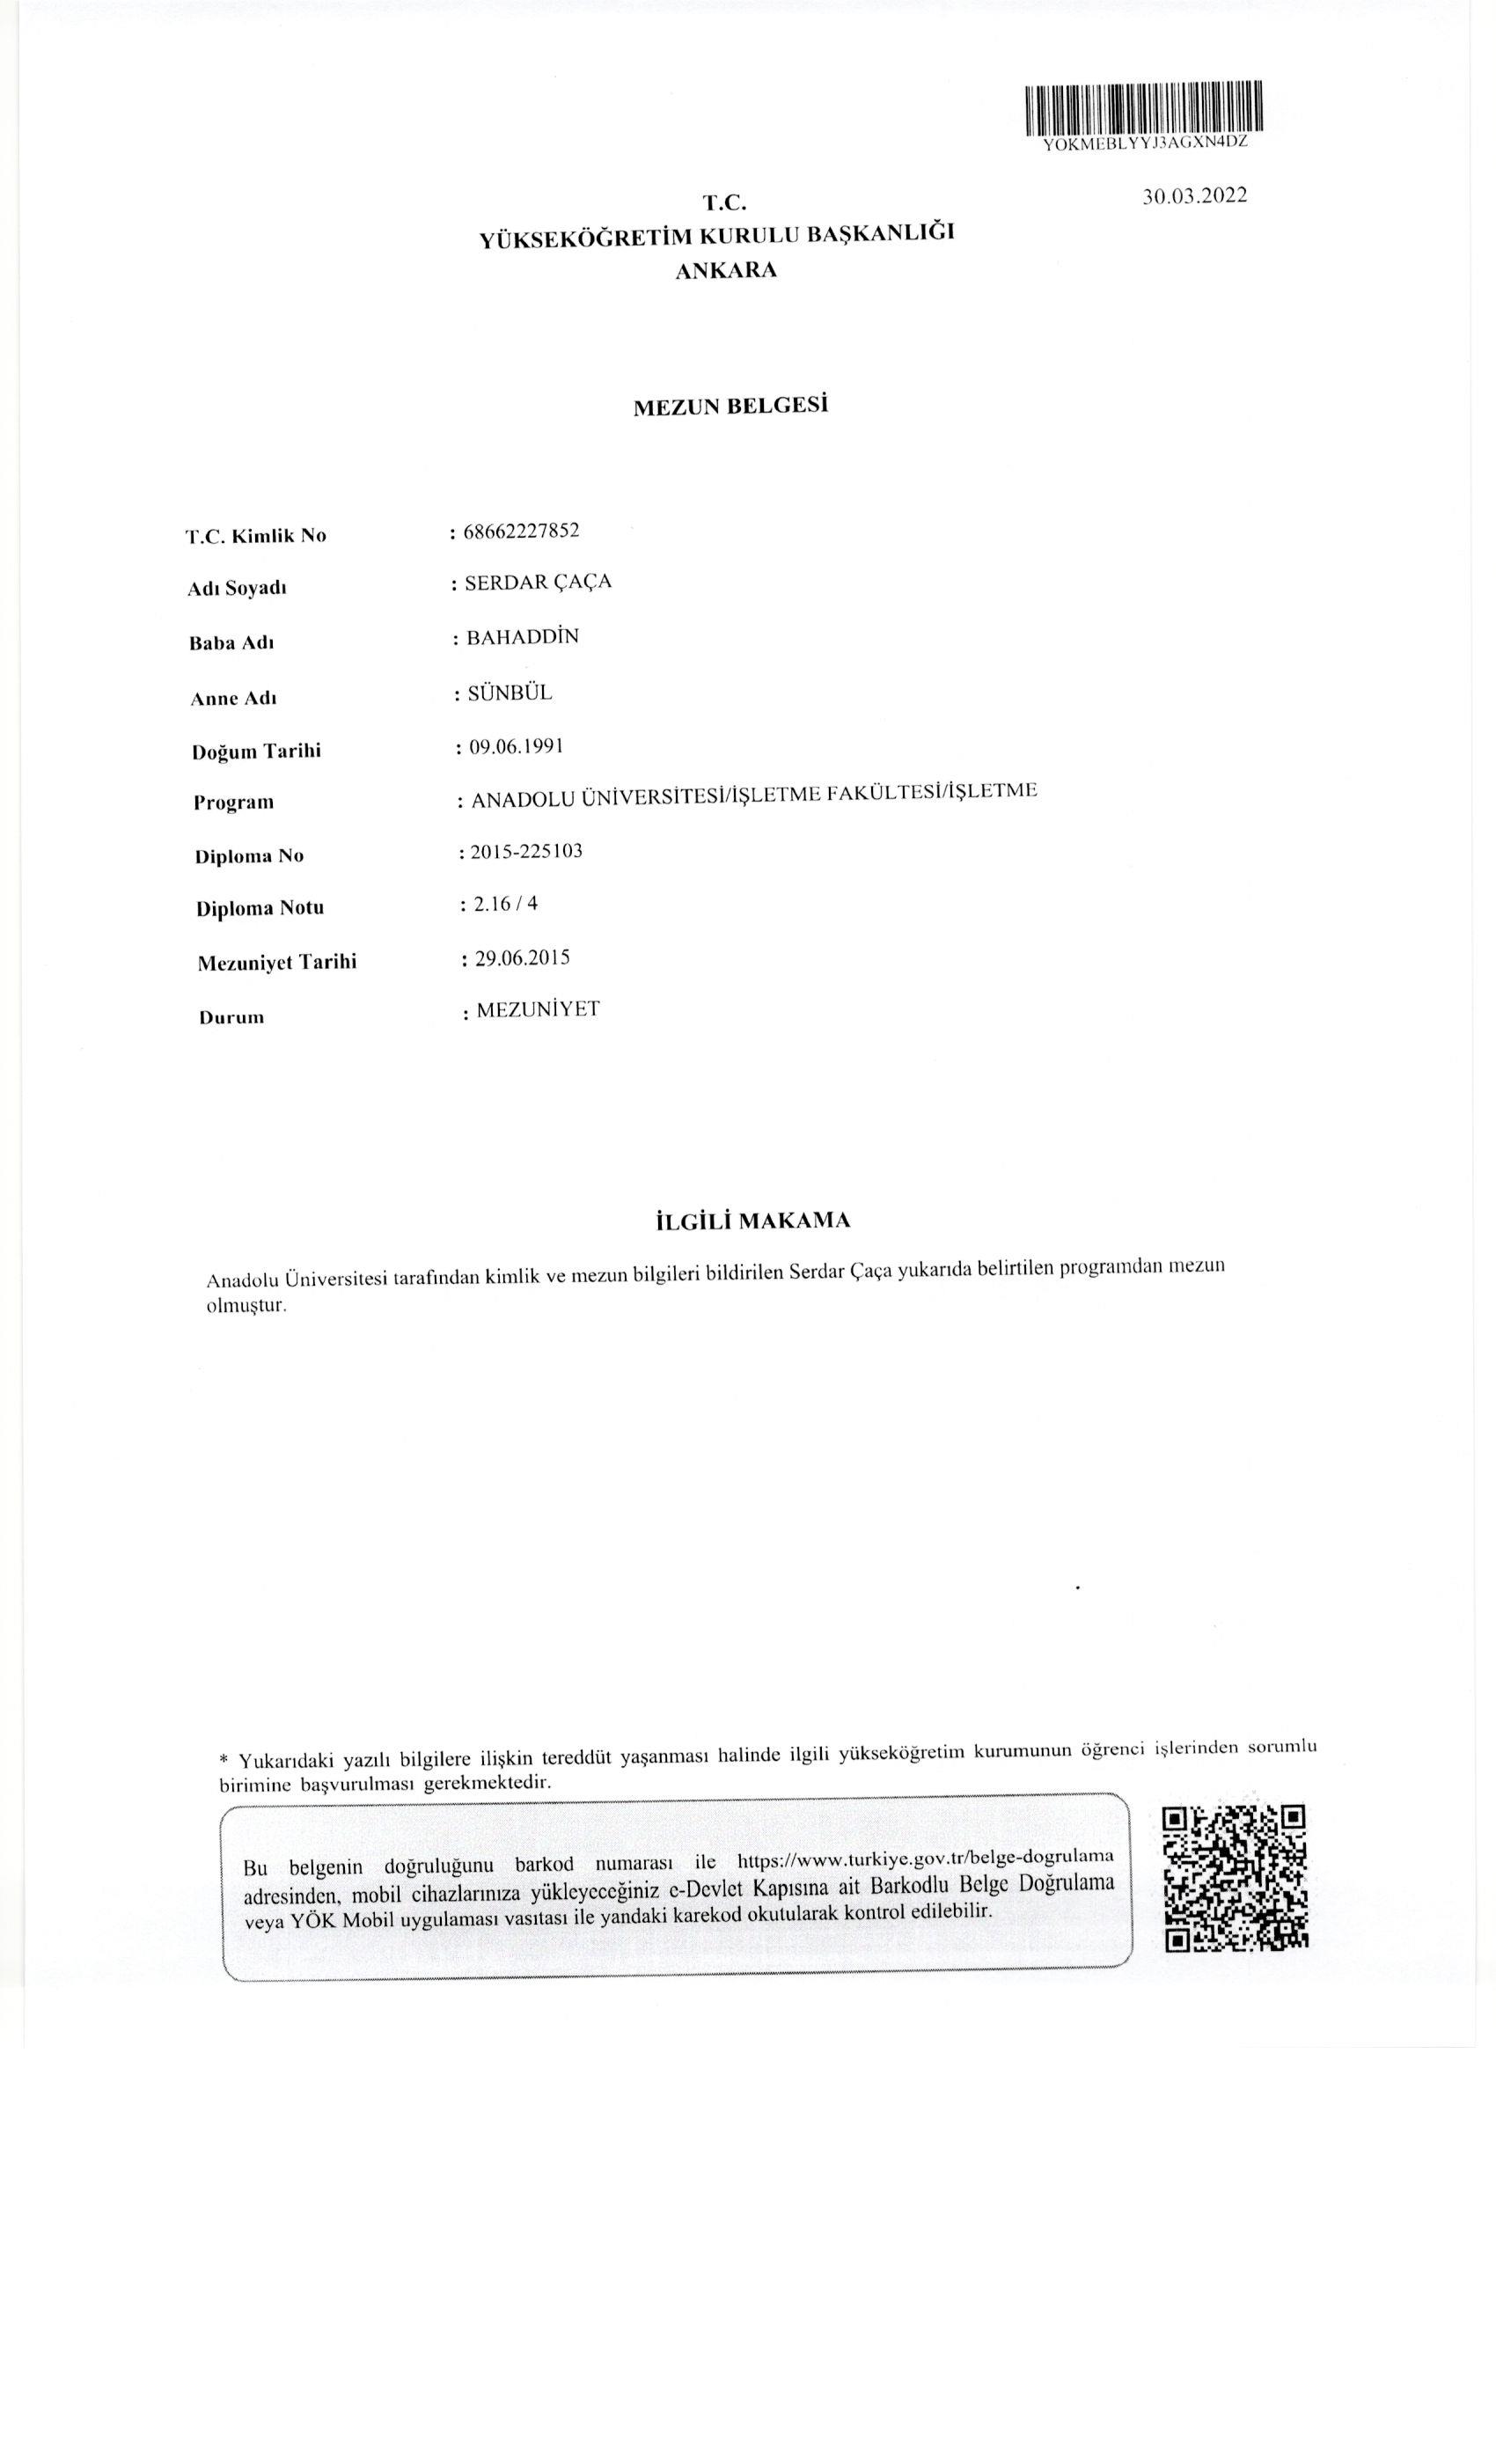 YOKMEBLYYJ3AGXN4DZ
30.03.2022
T.C.
YÜKSEKÖĞRETİM KURULU BAŞKANLIĞI
ANKARA
MEZUN BELGESİ
T.C. Kimlik No : 68662227852
Adı Soyadı : SERDAR ÇAÇA
Baba Adı : BAHADDİN
Anne Adı : SÜNBÜL
Doğum Tarihi : 09.06.1991
Program : ANADOLU ÜNİVERSİTESİ/İŞLETME FAKÜLTESİ/İŞLETME
Diploma No : 2015-225103
Diploma Notu : 2.16 / 4
Mezuniyet Tarihi : 29.06.2015
Durum : MEZUNİYET
İLGİLİ MAKAMA
Anadolu Üniversitesi tarafından kimlik ve mezun bilgileri bildirilen Serdar Çaça yukarıda belirtilen programdan mezun
olmuştur.
* Yukarıdaki yazılı bilgilere ilişkin tereddüt yaşanması halinde ilgili yükseköğretim kurumunun öğrenci işlerinden sorumlu
birimine başvurulması gerekmektedir.
Bu belgenin doğruluğunu barkod numarası ile https://www.turkiye.gov.tr/belge-dogrulama
adresinden, mobil cihazlarınıza yükleyeceğiniz e-Devlet Kapısına ait Barkodlu Belge Doğrulama
veya YÖK Mobil uygulaması vasıtası ile yandaki karekod okutularak kontrol edilebilir.